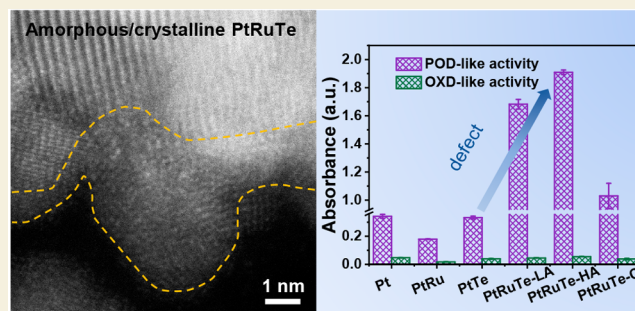 Amorphous/crystalline PtRuTe
1 nm
Absorbance (a.u.)
2.0
1.8
1.6
1.4
1.2
1.0
0.2
0.0
POD-like activity
OXD-like activity
defect
Pt
PtRu
PtTe
PtRuTe-LA
PtRuTe-HA